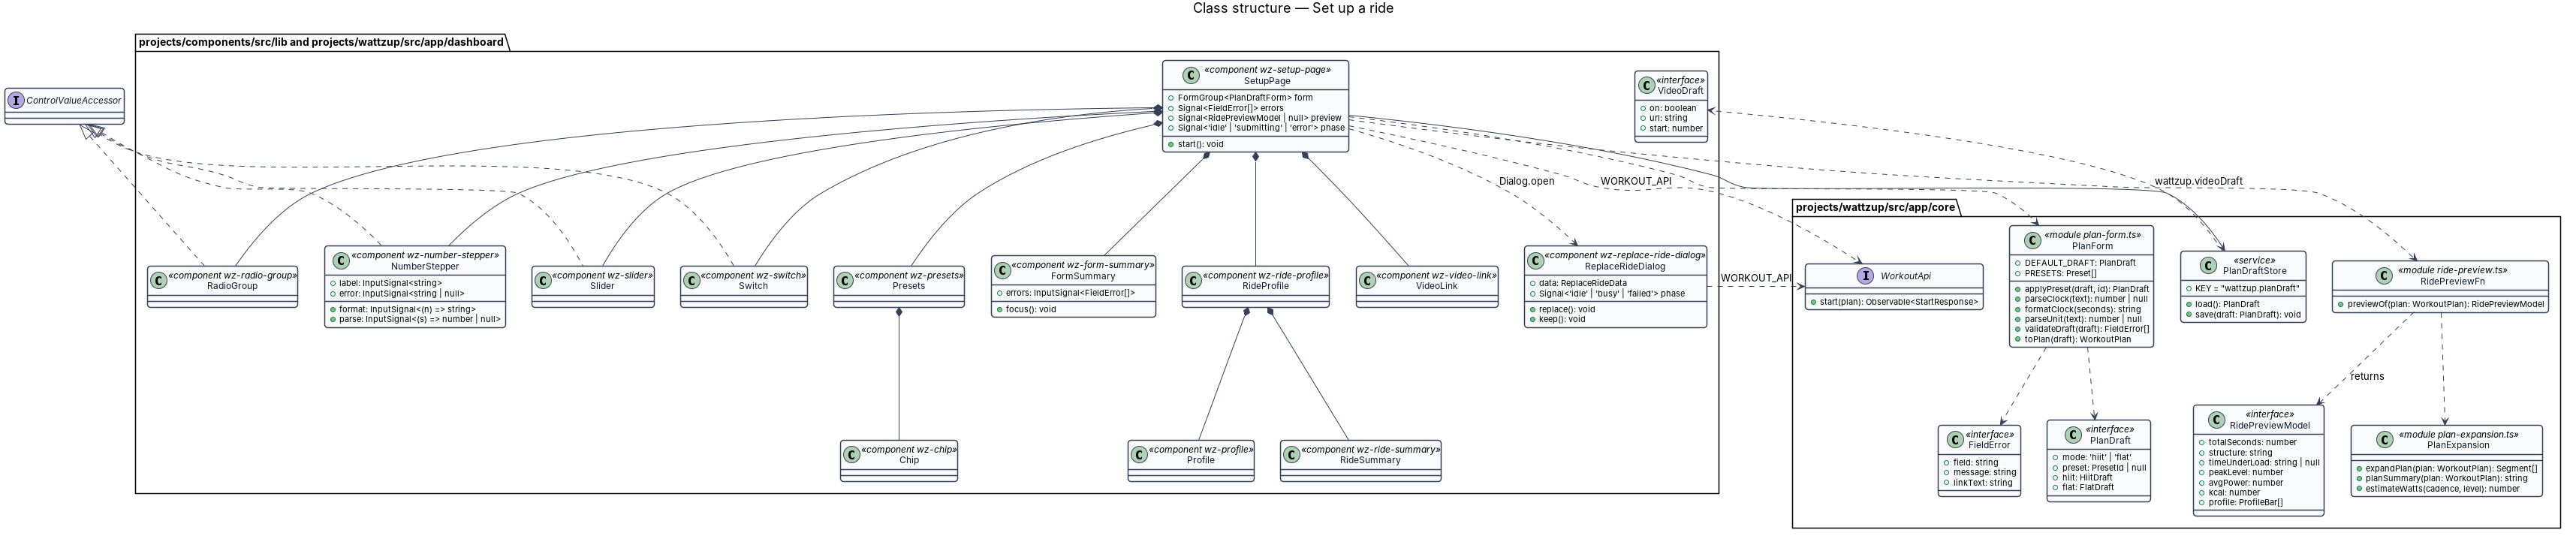 Class structure — Set up a ride
projects/components/src/lib and projects/wattzup/src/app/dashboard
ControlValueAccessor
«component wz-setup-page»
SetupPage
FormGroup<PlanDraftForm> form
Signal<FieldError[]> errors
Signal<RidePreviewModel | null> preview
Signal<'idle' | 'submitting' | 'error'> phase
start(): void
«interface»
VideoDraft
on: boolean
url: string
start: number
Dialog.open
WORKOUT_API
wattzup.videoDraft
«component wz-radio-group»
RadioGroup
«component wz-number-stepper»
NumberStepper
label: InputSignal<string>
error: InputSignal<string | null>
format: InputSignal<(n) => string>
parse: InputSignal<(s) => number | null>
«component wz-slider»
Slider
«component wz-switch»
Switch
«component wz-presets»
Presets
«component wz-form-summary»
FormSummary
errors: InputSignal<FieldError[]>
focus(): void
«component wz-ride-profile»
RideProfile
«component wz-video-link»
VideoLink
«component wz-replace-ride-dialog»
ReplaceRideDialog
data: ReplaceRideData
Signal<'idle' | 'busy' | 'failed'> phase
replace(): void
keep(): void
WORKOUT_API
«component wz-chip»
Chip
«component wz-profile»
Profile
«component wz-ride-summary»
RideSummary
projects/wattzup/src/app/core
WorkoutApi
start(plan): Observable<StartResponse>
«module plan-form.ts»
PlanForm
DEFAULT_DRAFT: PlanDraft
PRESETS: Preset[]
applyPreset(draft, id): PlanDraft
parseClock(text): number | null
formatClock(seconds): string
parseUnit(text): number | null
validateDraft(draft): FieldError[]
toPlan(draft): WorkoutPlan
«service»
PlanDraftStore
KEY = "wattzup.planDraft"
load(): PlanDraft
save(draft: PlanDraft): void
«module ride-preview.ts»
RidePreviewFn
previewOf(plan: WorkoutPlan): RidePreviewModel
returns
«interface»
FieldError
field: string
message: string
linkText: string
«interface»
PlanDraft
mode: 'hiit' | 'flat'
preset: PresetId | null
hiit: HiitDraft
flat: FlatDraft
«interface»
RidePreviewModel
totalSeconds: number
structure: string
timeUnderLoad: string | null
peakLevel: number
avgPower: number
kcal: number
profile: ProfileBar[]
«module plan-expansion.ts»
PlanExpansion
expandPlan(plan: WorkoutPlan): Segment[]
planSummary(plan: WorkoutPlan): string
estimateWatts(cadence, level): number